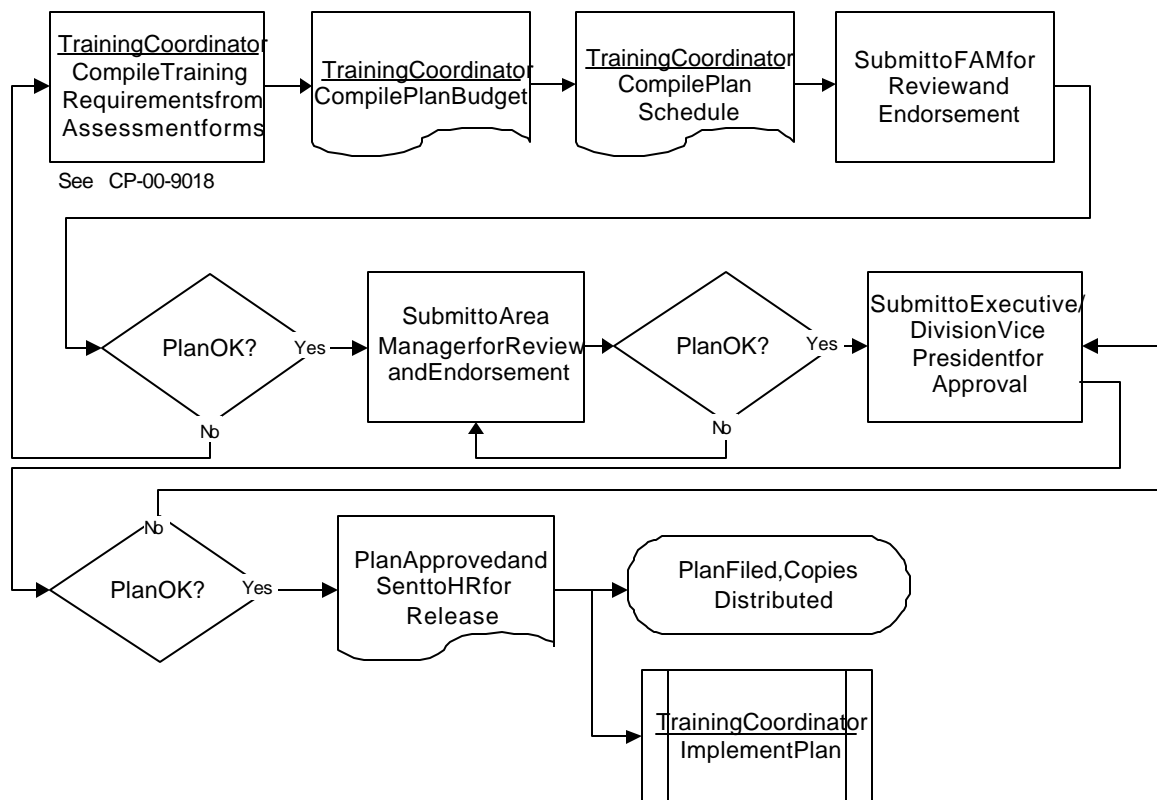 TrainingCoordinator
CompileTraining
Requirementsfrom
Assessmentforms
See CP-00-9018
TrainingCoordinator
CompilePlanBudget
TrainingCoordinator
CompilePlan
Schedule
SubmittoFAMfor
Reviewand
Endorsement
PlanOK?
Yes
No
SubmittoArea
ManagerforReview
andEndorsement
PlanOK?
Yes
No
SubmittoExecutive/
DivisionVice
Presidentfor
Approval
No
PlanOK?
Yes
PlanApprovedand
SenttoHRfor
Release
PlanFiled,Copies
Distributed
TrainingCoordinator
ImplementPlan